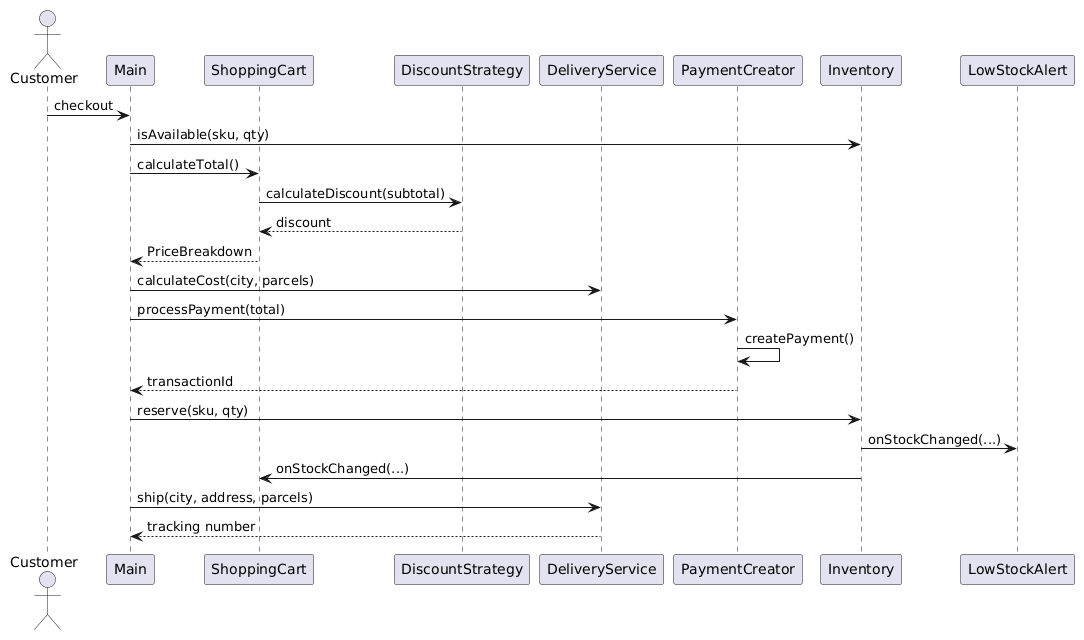 Customer
Main
ShoppingCart
DiscountStrategy
DeliveryService
PaymentCreator
Inventory
LowStockAlert
checkout
isAvailable(sku, qty)
calculateTotal()
calculateDiscount(subtotal)
discount
PriceBreakdown
calculateCost(city, parcels)
processPayment(total)
createPayment()
transactionId
reserve(sku, qty)
onStockChanged(...)
onStockChanged(...)
ship(city, address, parcels)
tracking number
Customer
Main
ShoppingCart
DiscountStrategy
DeliveryService
PaymentCreator
Inventory
LowStockAlert